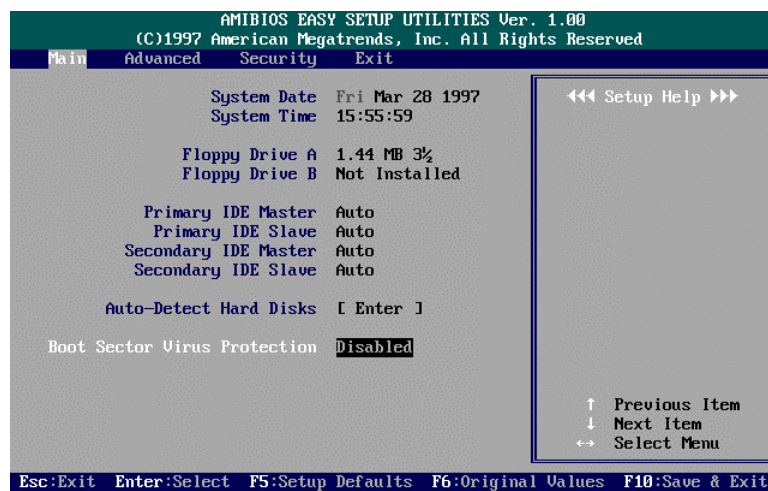 AMIBIOS EASY SETUP UTILITIES Ver. 1.00
(C)1997 American Megatrends, Inc. All Rights Reserved
Main Advanced Security Exit
System Date Fri Mar 28 1997
System Time 15:55:59
Floppy Drive A 1.44 MB 3½
Floppy Drive B Not Installed
Primary IDE Master Auto
Primary IDE Slave Auto
Secondary IDE Master Auto
Secondary IDE Slave Auto
Auto-Detect Hard Disks [ Enter ]
Boot Sector Virus Protection Disabled
◄◄◄ Setup Help ►►►
↑ Previous Item
↓ Next Item
↔ Select Menu
Esc:Exit Enter:Select F5:Setup Defaults F6:Original Values F10:Save & Exit